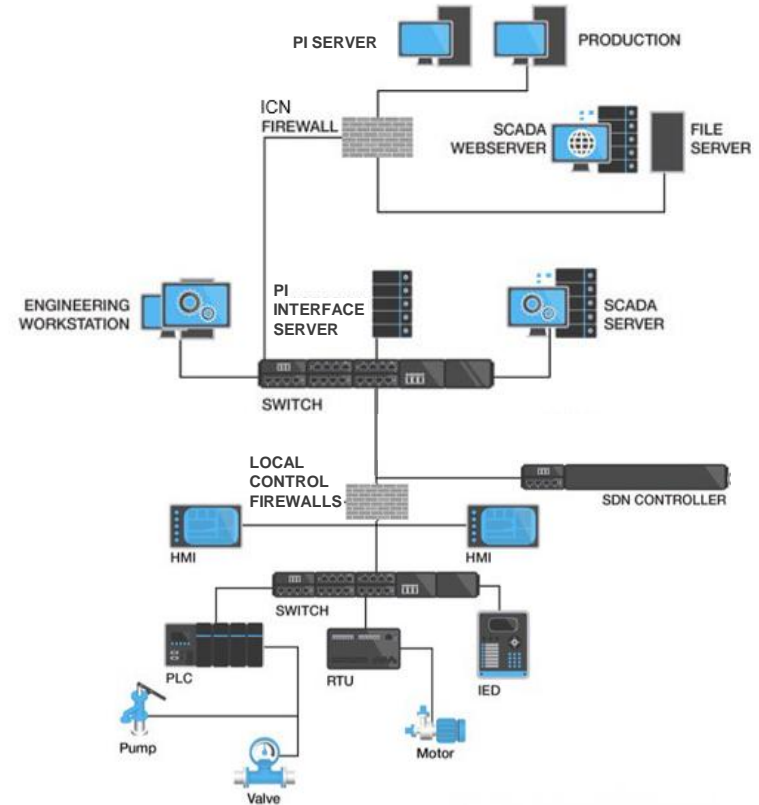 PI SERVER
PRODUCTION
ICN
FIREWALL
SCADA
WEBSERVER
FILE
SERVER
ENGINEERING
WORKSTATION
PI
INTERFACE
SERVER
SCADA
SERVER
SWITCH
LOCAL
CONTROL
FIREWALLS
SDN CONTROLLER
HMI
HMI
SWITCH
PLC
RTU
IED
Pump
Motor
Valve